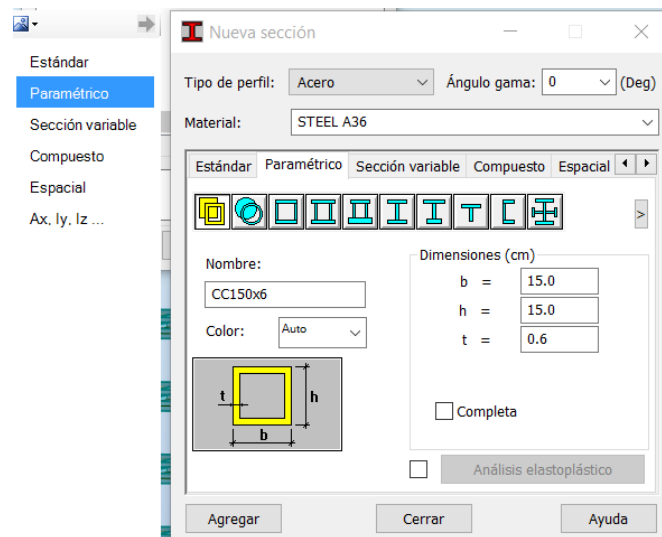 Estándar
Paramétrico
Sección variable
Compuesto
Espacial
Ax, Iy, Iz ...
Nueva sección
Tipo de perfil: Acero Ángulo gama: 0 (Deg)
Material: STEEL A36
Estándar Paramétrico Sección variable Compuesto Espacial
>
Nombre:
CC150x6
Color: Auto
t h
b
Dimensiones (cm)
b = 15.0
h = 15.0
t = 0.6
Completa
Análisis elastoplástico
Agregar Cerrar Ayuda